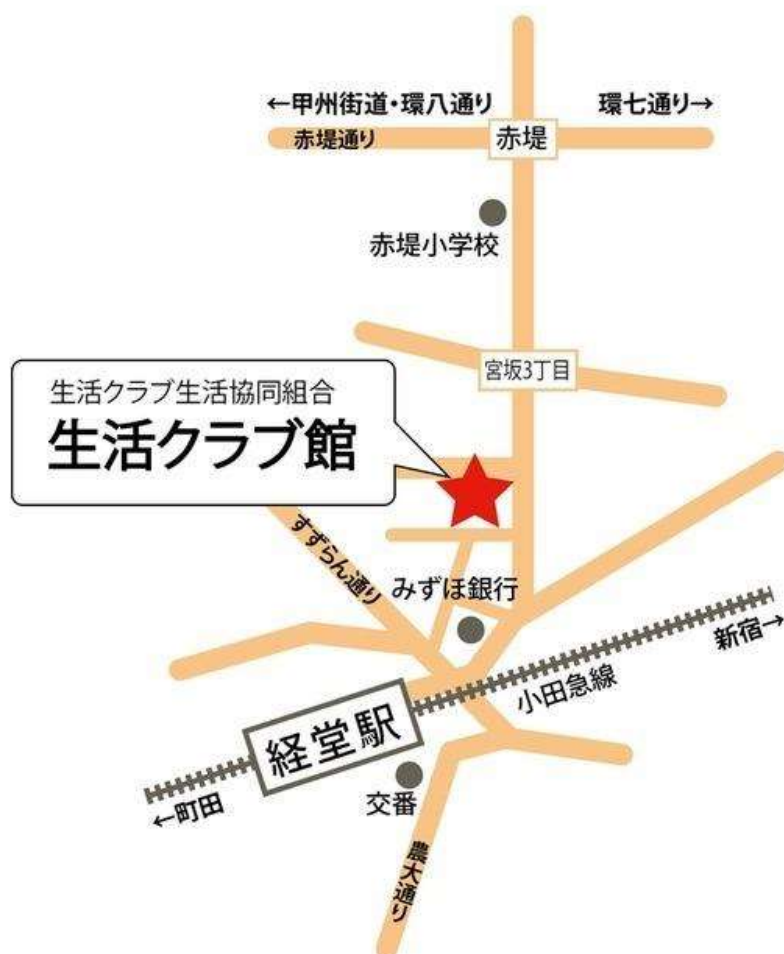 ←甲州街道・環八通り
環七通り→
赤堤通り
赤堤
赤堤小学校
宮坂3丁目
生活クラブ生活協同組合
生活クラブ館
すずらん通り
みずほ銀行
新宿→
小田急線
経堂駅
←町田
交番
農大通り